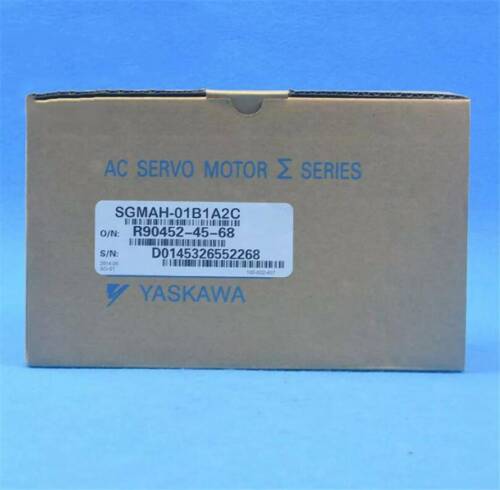 AC SERVO MOTOR Σ SERIES
SGMAH-01B1A2C
O/N: R90452-45-68
S/N: D0145326552268
YASKAWA